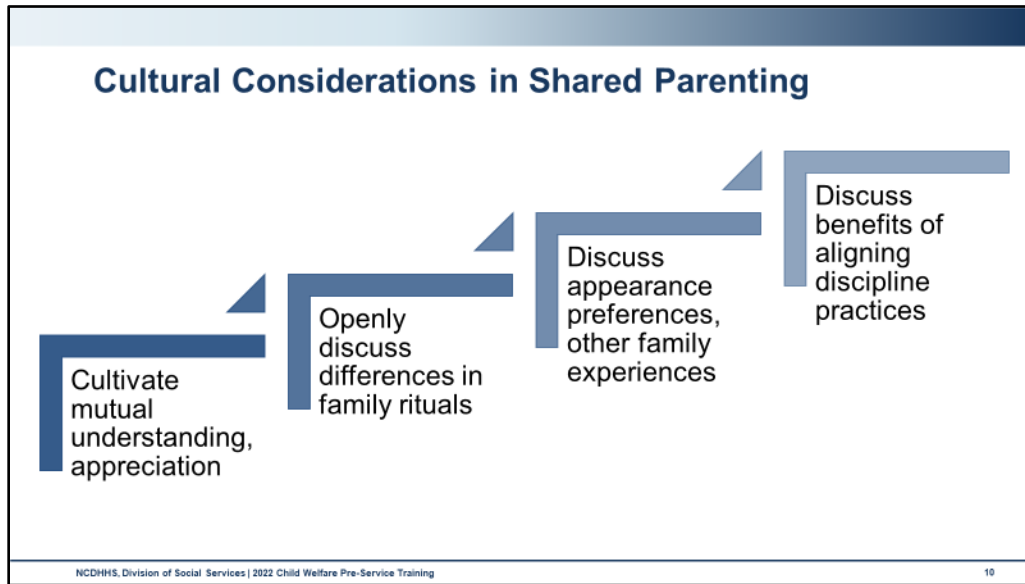 Cultural Considerations in Shared Parenting
Cultivate
mutual
understanding,
appreciation
Openly
discuss
differences in
family rituals
Discuss
appearance
preferences,
other family
experiences
Discuss
benefits of
aligning
discipline
practices
NCDHHS, Division of Social Services | 2022 Child Welfare Pre-Service Training
10